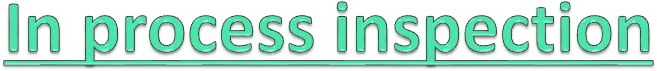 In process inspection